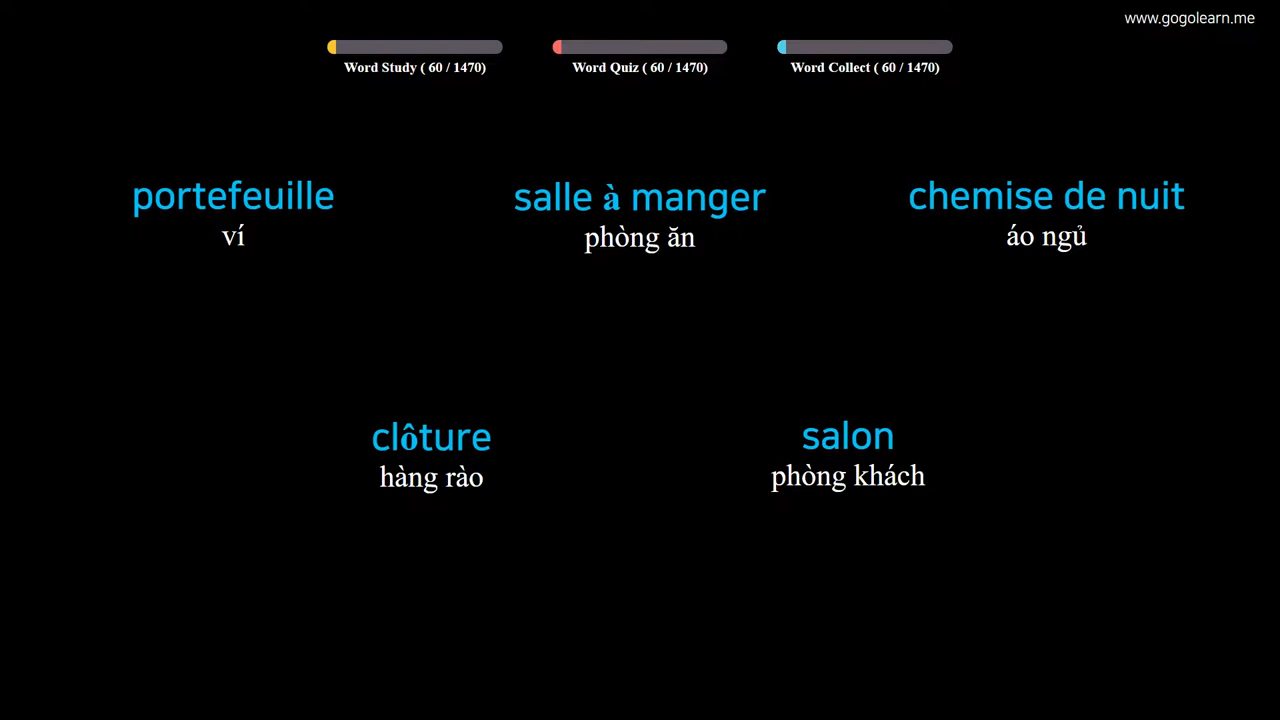 www.gogolearn.me
Word Study ( 60 / 1470)
Word Quiz ( 60 / 1470)
Word Collect ( 60 / 1470)
portefeuille
ví
salle à manger
phòng ăn
chemise de nuit
áo ngủ
clôture
hàng rào
salon
phòng khách